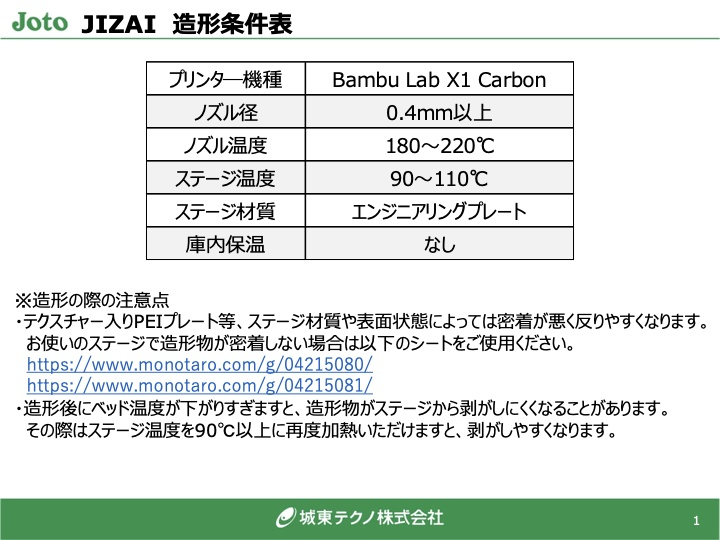 Joto JIZAI 造形条件表
プリンタ―機種 Bambu Lab X1 Carbon
ノズル径 0.4mm以上
ノズル温度 180～220℃
ステージ温度 90～110℃
ステージ材質 エンジニアリングプレート
庫内保温 なし
※造形の際の注意点
・テクスチャー入りPEIプレート等、ステージ材質や表面状態によっては密着が悪く反りやすくなります。
お使いのステージで造形物が密着しない場合は以下のシートをご使用ください。
https://www.monotaro.com/g/04215080/
https://www.monotaro.com/g/04215081/
・造形後にベッド温度が下がりすぎますと、造形物がステージから剥がしにくくなることがあります。
その際はステージ温度を90℃以上に再度加熱いただけますと、剥がしやすくなります。
城東テクノ株式会社
1